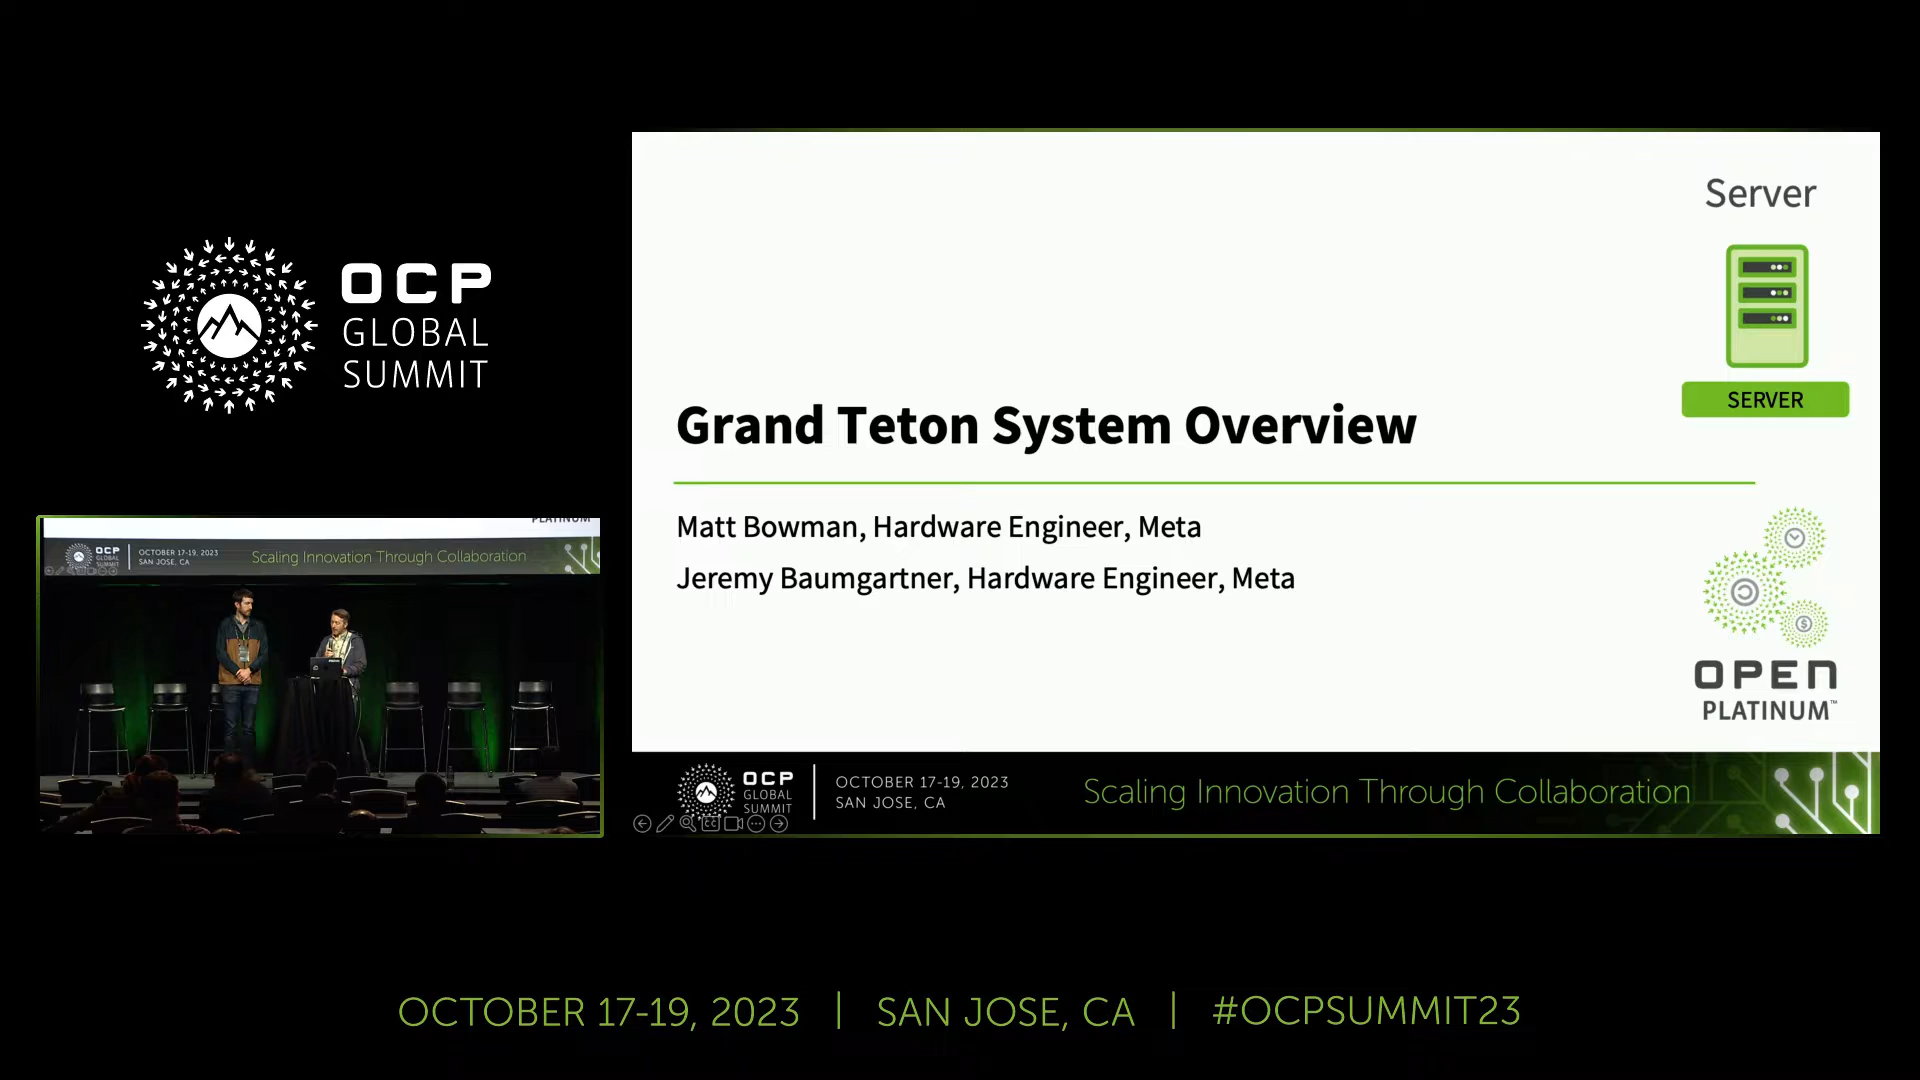 OCP
GLOBAL
SUMMIT
PLATINUM
OCP
GLOBAL
SUMMIT
OCTOBER 17-19, 2023
SAN JOSE, CA
Scaling Innovation Through Collaboration
Server
SERVER
Grand Teton System Overview
Matt Bowman, Hardware Engineer, Meta
Jeremy Baumgartner, Hardware Engineer, Meta
OPEN
PLATINUM™
OCP
GLOBAL
SUMMIT
OCTOBER 17-19, 2023
SAN JOSE, CA
Scaling Innovation Through Collaboration
OCTOBER 17-19, 2023 | SAN JOSE, CA | #OCPSUMMIT23